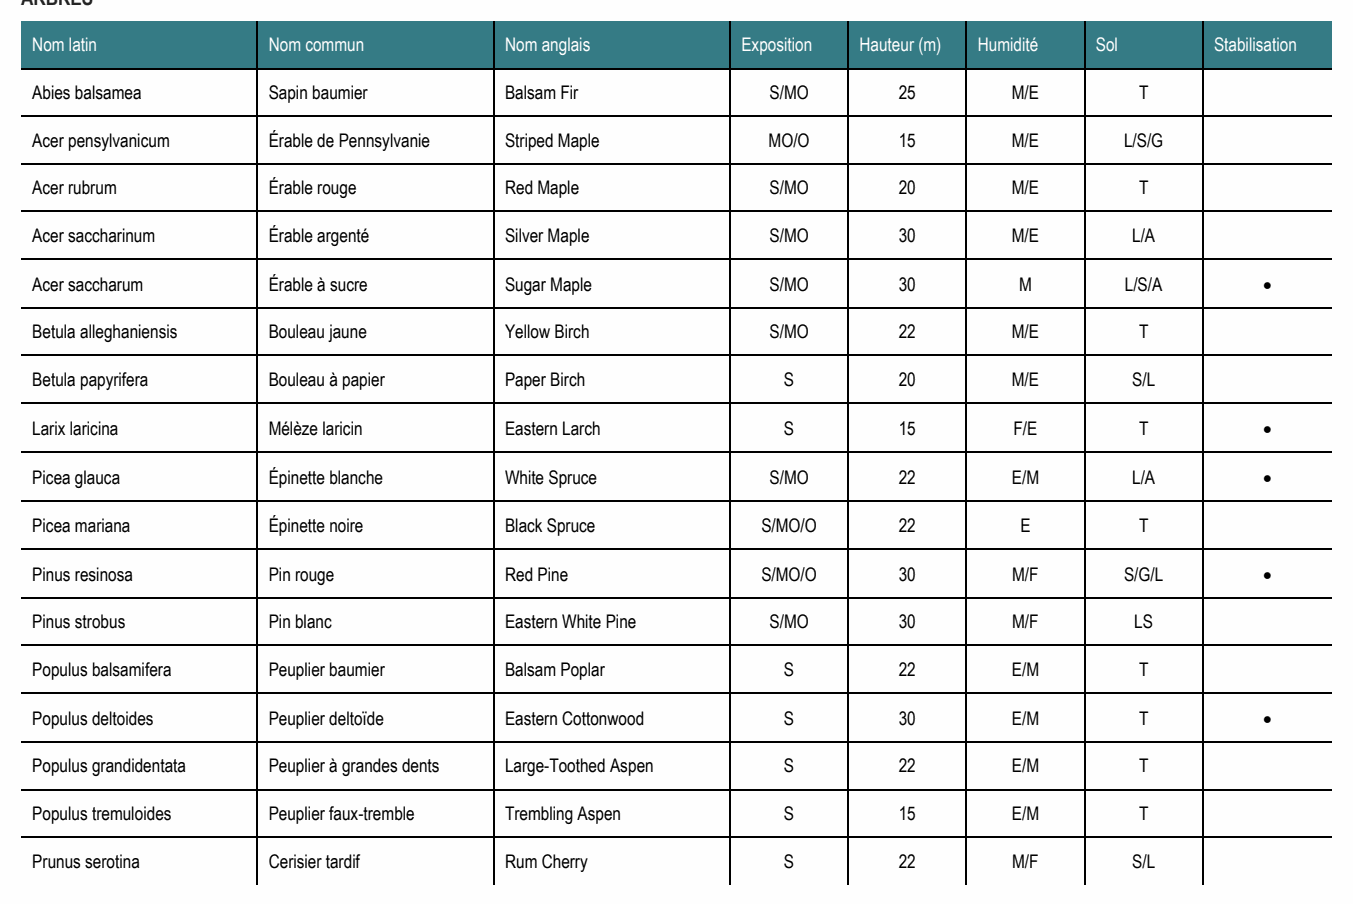 ARBRES
Nom latin Nom commun Nom anglais Exposition Hauteur (m) Humidité Sol Stabilisation
Abies balsamea Sapin baumier Balsam Fir S/MO 25 M/E T
Acer pensylvanicum Érable de Pennsylvanie Striped Maple MO/O 15 M/E L/S/G
Acer rubrum Érable rouge Red Maple S/MO 20 M/E T
Acer saccharinum Érable argenté Silver Maple S/MO 30 M/E L/A
Acer saccharum Érable à sucre Sugar Maple S/MO 30 M L/S/A •
Betula alleghaniensis Bouleau jaune Yellow Birch S/MO 22 M/E T
Betula papyrifera Bouleau à papier Paper Birch S 20 M/E S/L
Larix laricina Mélèze laricin Eastern Larch S 15 F/E T •
Picea glauca Épinette blanche White Spruce S/MO 22 E/M L/A •
Picea mariana Épinette noire Black Spruce S/MO/O 22 E T
Pinus resinosa Pin rouge Red Pine S/MO/O 30 M/F S/G/L •
Pinus strobus Pin blanc Eastern White Pine S/MO 30 M/F LS
Populus balsamifera Peuplier baumier Balsam Poplar S 22 E/M T
Populus deltoides Peuplier deltoïde Eastern Cottonwood S 30 E/M T •
Populus grandidentata Peuplier à grandes dents Large-Toothed Aspen S 22 E/M T
Populus tremuloides Peuplier faux-tremble Trembling Aspen S 15 E/M T
Prunus serotina Cerisier tardif Rum Cherry S 22 M/F S/L